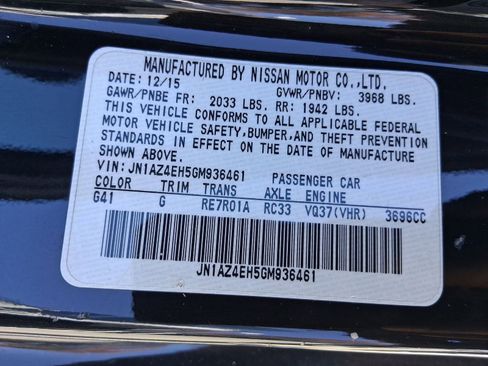 MANUFACTURED BY NISSAN MOTOR CO.,LTD.
DATE: 12/15 GVWR/PNBV: 3968 LBS.
GAWR/PNBE FR: 2033 LBS. RR: 1942 LBS.
THIS VEHICLE CONFORMS TO ALL APPLICABLE FEDERAL
MOTOR VEHICLE SAFETY,BUMPER,AND THEFT PREVENTION
STANDARDS IN EFFECT ON THE DATE OF MANUFACTURE
SHOWN ABOVE.
VIN: JN1AZ4EH5GM936461 PASSENGER CAR
COLOR TRIM TRANS AXLE ENGINE
G41 G RE7R01A RC33 VQ37(VHR) 3696CC
JN1AZ4EH5GM936461